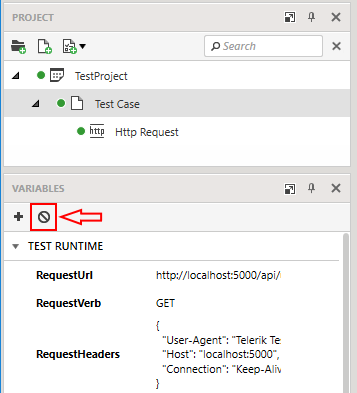 PROJECT
Search
TestProject
Test Case
http Http Request
VARIABLES
TEST RUNTIME
RequestUrl http://localhost:5000/api/
RequestVerb GET
{
"User-Agent": "Telerik Te
RequestHeaders "Host": "localhost:5000",
"Connection": "Keep-Aliv
}